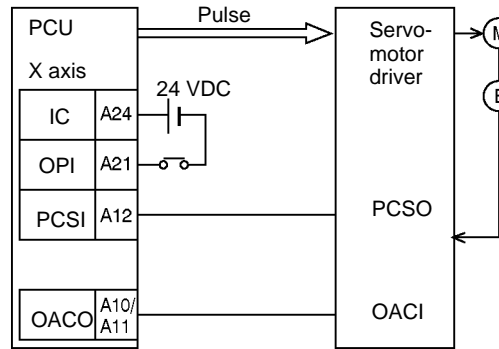 PCU
Pulse
Servo-
motor
driver
M
X axis
24 VDC
IC A24
E
OPI A21
PCSI A12
PCSO
OACO A10/
A11
OACI